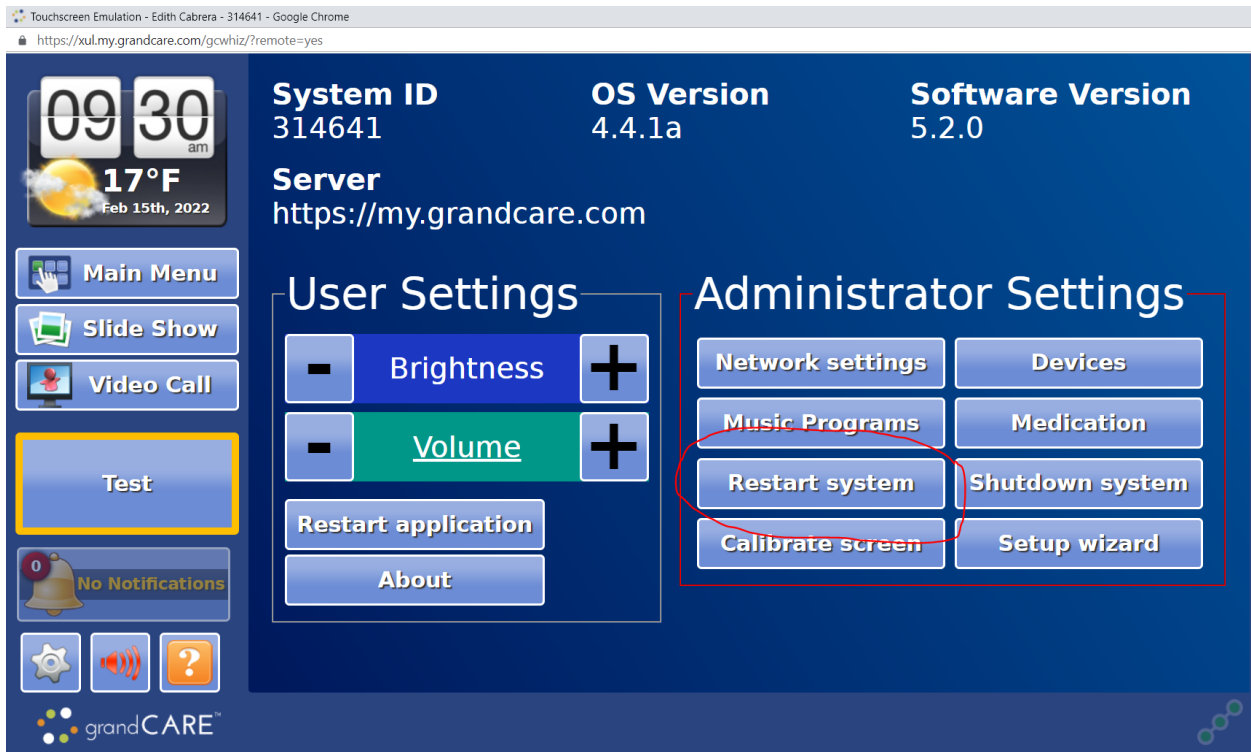 Touchscreen Emulation - Edith Cabrera - 314641 - Google Chrome
https://xul.my.grandcare.com/gcwhiz/?remote=yes
09 30
am
17°F
Feb 15th, 2022
Main Menu
Slide Show
Video Call
Test
0
No Notifications
?
grandCARE™
System ID
314641
OS Version
4.4.1a
Software Version
5.2.0
Server
https://my.grandcare.com
User Settings
- Brightness +
- Volume +
Restart application
About
Administrator Settings
Network settings
Devices
Music Programs
Medication
Restart system
Shutdown system
Calibrate screen
Setup wizard